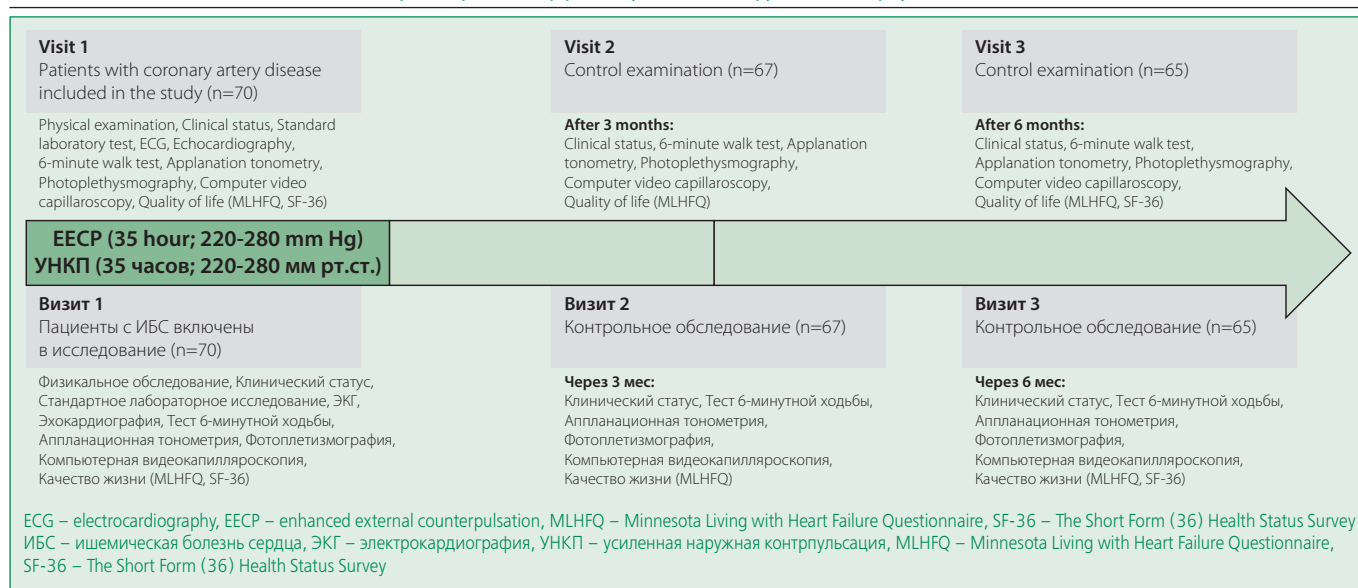 Visit 1
Patients with coronary artery disease
included in the study (n=70)
Physical examination, Clinical status, Standard
laboratory test, ECG, Echocardiography,
6-minute walk test, Applanation tonometry,
Photoplethysmography, Computer video
capillaroscopy, Quality of life (MLHFQ, SF-36)
Visit 2
Control examination (n=67)
After 3 months:
Clinical status, 6-minute walk test, Applanation
tonometry, Photoplethysmography,
Computer video capillaroscopy,
Quality of life (MLHFQ)
Visit 3
Control examination (n=65)
After 6 months:
Clinical status, 6-minute walk test,
Applanation tonometry, Photoplethysmography,
Computer video capillaroscopy,
Quality of life (MLHFQ, SF-36)
EECP (35 hour; 220-280 mm Hg)
УНКП (35 часов; 220-280 мм рт.ст.)
Визит 1
Пациенты с ИБС включены
в исследование (n=70)
Физикальное обследование, Клинический статус,
Стандартное лабораторное исследование, ЭКГ,
Эхокардиография, Тест 6-минутной ходьбы,
Аппланационная тонометрия, Фотоплетизмография,
Компьютерная видеокапилляроскопия,
Качество жизни (MLHFQ, SF-36)
Визит 2
Контрольное обследование (n=67)
Через 3 мес:
Клинический статус, Тест 6-минутной ходьбы,
Аппланационная тонометрия,
Фотоплетизмография,
Компьютерная видеокапилляроскопия,
Качество жизни (MLHFQ)
Визит 3
Контрольное обследование (n=65)
Через 6 мес:
Клинический статус, Тест 6-минутной ходьбы,
Аппланационная тонометрия,
Фотоплетизмография,
Компьютерная видеокапилляроскопия,
Качество жизни (MLHFQ, SF-36)
ECG – electrocardiography, EECP – enhanced external counterpulsation, MLHFQ – Minnesota Living with Heart Failure Questionnaire, SF-36 – The Short Form (36) Health Status Survey
ИБС – ишемическая болезнь сердца, ЭКГ – электрокардиография, УНКП – усиленная наружная контрпульсация, MLHFQ – Minnesota Living with Heart Failure Questionnaire,
SF-36 – The Short Form (36) Health Status Survey